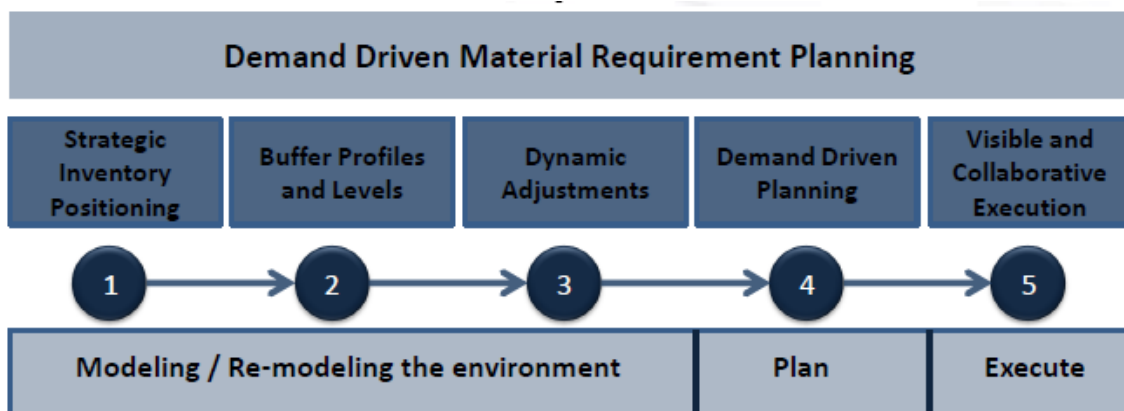 Demand Driven Material Requirement Planning
Strategic
Inventory
Positioning
Buffer Profiles
and Levels
Dynamic
Adjustments
Demand Driven
Planning
Visible and
Collaborative
Execution
1
2
3
4
5
Modeling / Re-modeling the environment
Plan
Execute